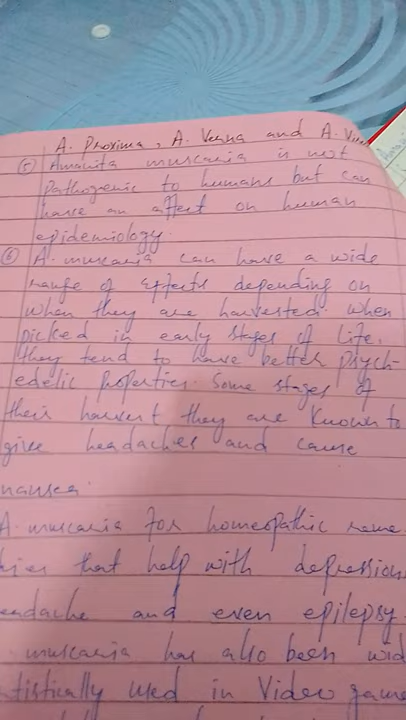 A. Proxima, A. Verna and A.
⑤ Amanita muscaria is not
pathogenic to humans but can
have an affect on human
epidemiology.
⑥ A. muscaria can have a wide
range of effects depending on
when they are harvested. When
picked in early stages of life,
they tend to have better psych-
edelic properties. Some stages of
their harvest they are known to
give headaches and cause
nausea.
A. muscaria for homeopathic reme
dies that help with depression
eadache and even epilepsy.
muscaria has also been wid
tistically used in Video game